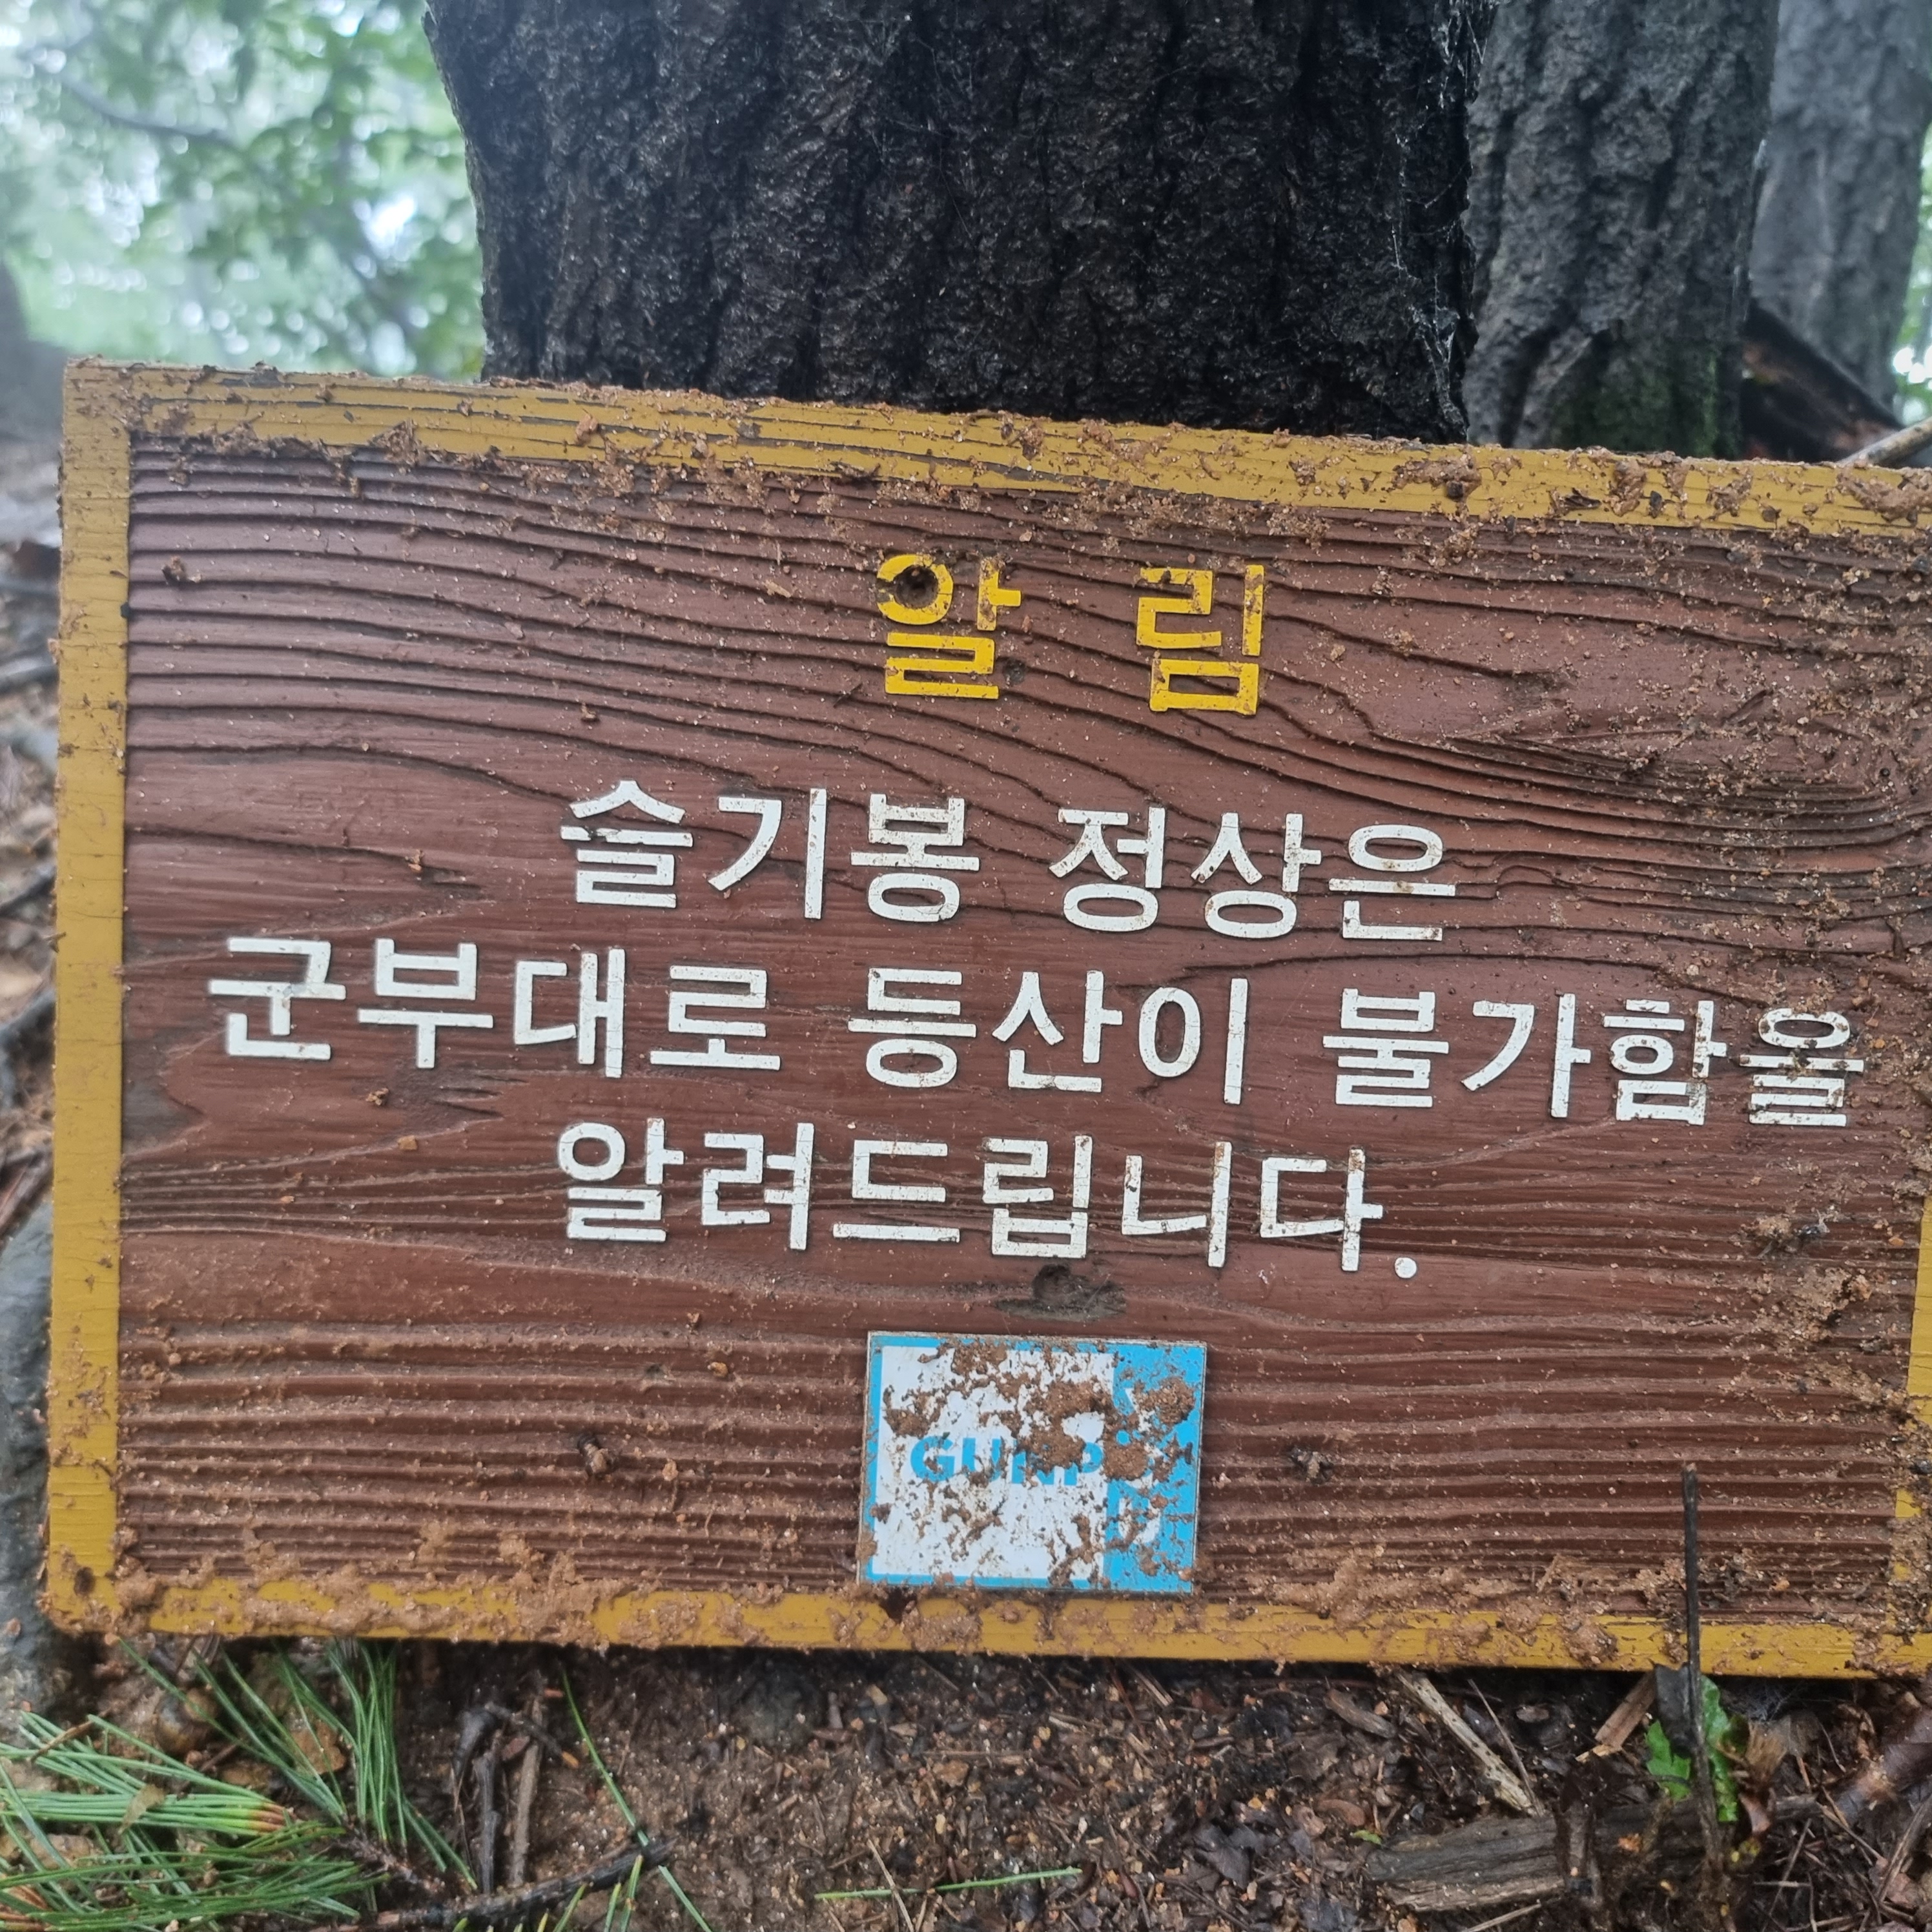 알림
슬기봉 정상은
군부대로 등산이 불가함을
알려드립니다.